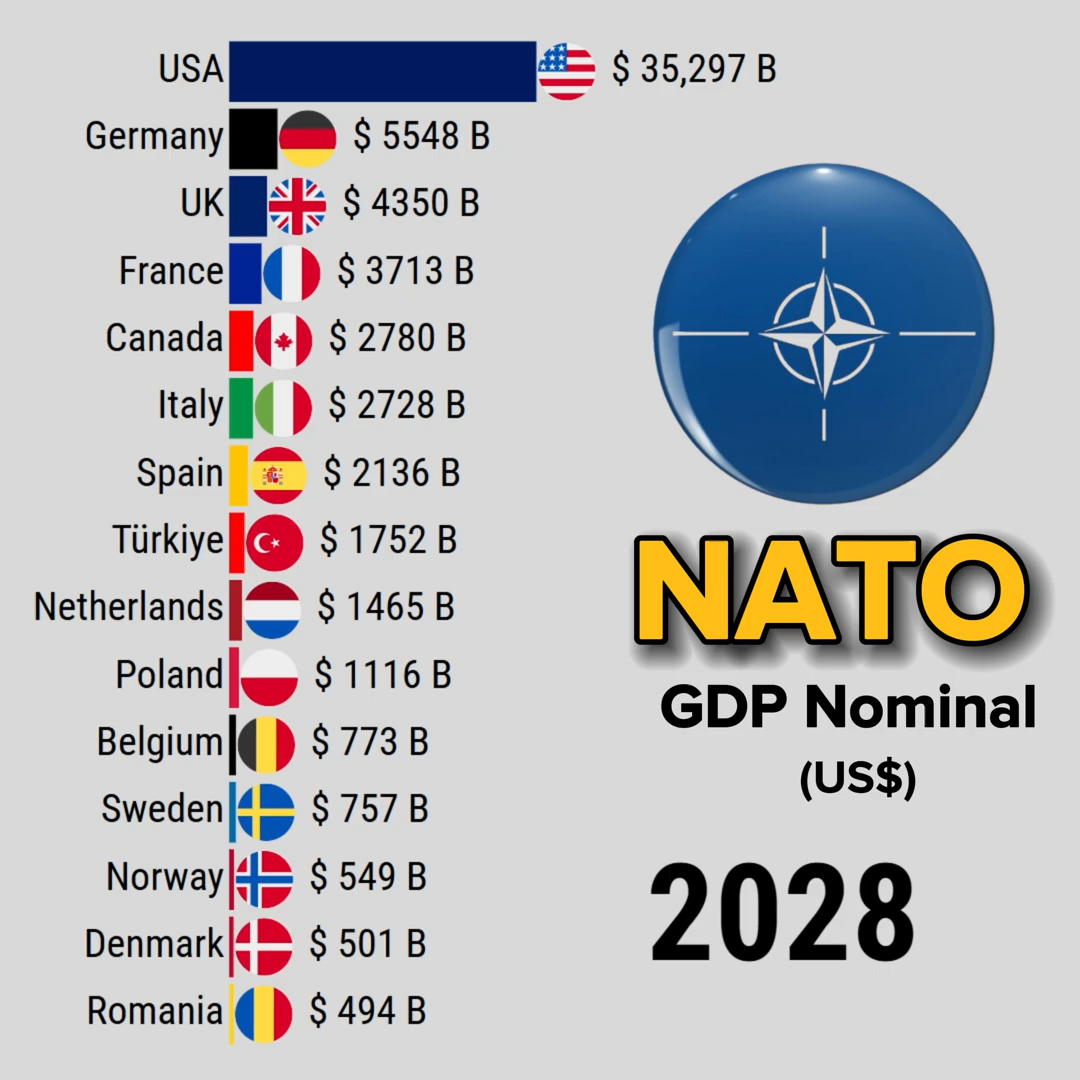 USA $ 35,297 B
Germany $ 5548 B
UK $ 4350 B
France $ 3713 B
Canada $ 2780 B
Italy $ 2728 B
Spain $ 2136 B
Türkiye $ 1752 B
Netherlands $ 1465 B
Poland $ 1116 B
Belgium $ 773 B
Sweden $ 757 B
Norway $ 549 B
Denmark $ 501 B
Romania $ 494 B
NATO
GDP Nominal
(US$)
2028